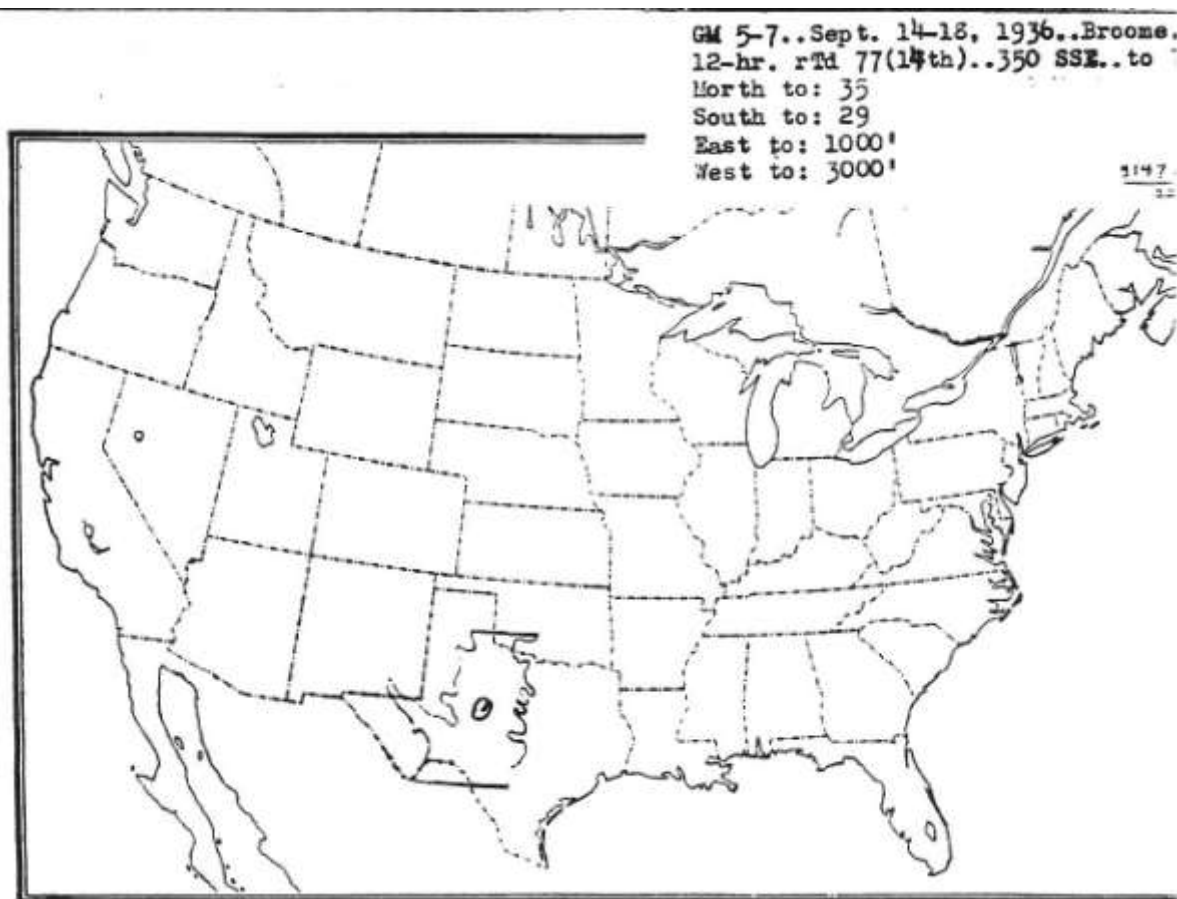 GM 5-7..Sept. 14-18, 1936..Broome.
12-hr. rTd 77(14th)..350 SSE..to
North to: 35
South to: 29
East to: 1000'
West to: 3000'